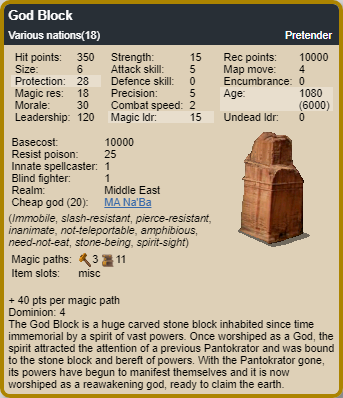 God Block
Various nations(18) Pretender
Hit points: 350 Strength: 15 Rec points: 10000
Size: 6 Attack skill: 5 Map move: 4
Protection: 28 Defence skill: 0 Encumbrance: 0
Magic res: 18 Precision: 5 Age: 1080
Morale: 30 Combat speed: 2 (6000)
Leadership: 120 Magic ldr: 15 Undead ldr: 0
Basecost: 10000
Resist poison: 25
Innate spellcaster: 1
Blind fighter: 1
Realm: Middle East
Cheap god (20): MA Na'Ba
(Immobile, slash-resistant, pierce-resistant,
inanimate, not-teleportable, amphibious,
need-not-eat, stone-being, spirit-sight)
Magic paths: 3 11
Item slots: misc
+ 40 pts per magic path
Dominion: 4
The God Block is a huge carved stone block inhabited since time
immemorial by a spirit of vast powers. Once worshiped as a God, the
spirit attracted the attention of a previous Pantokrator and was bound
to the stone block and bereft of powers. With the Pantokrator gone,
its powers have begun to manifest themselves and it is now
worshiped as a reawakening god, ready to claim the earth.